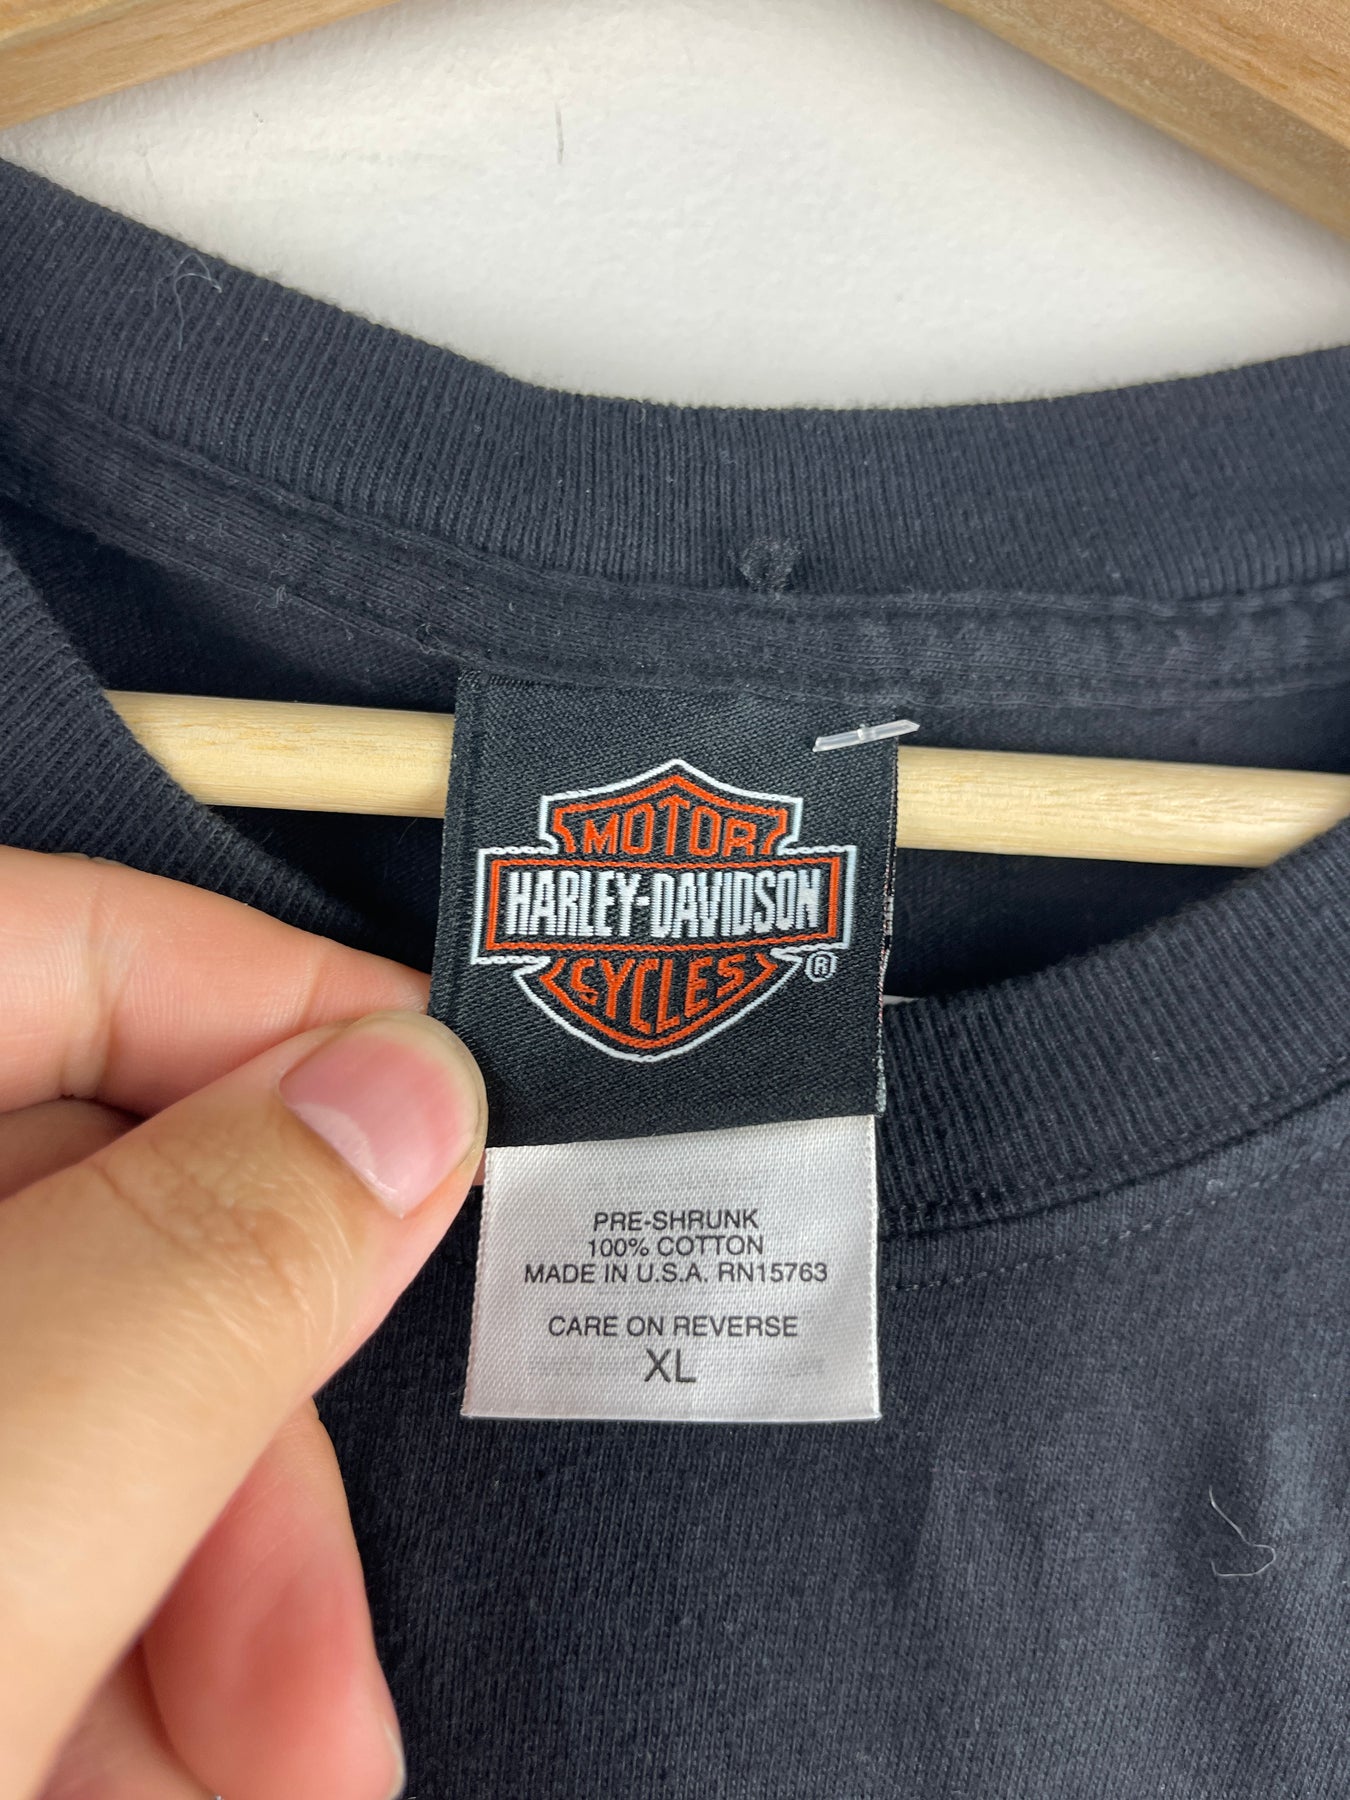 MOTOR
HARLEY-DAVIDSON
CYCLES ®
PRE-SHRUNK
100% COTTON
MADE IN U.S.A. RN15763
CARE ON REVERSE
XL